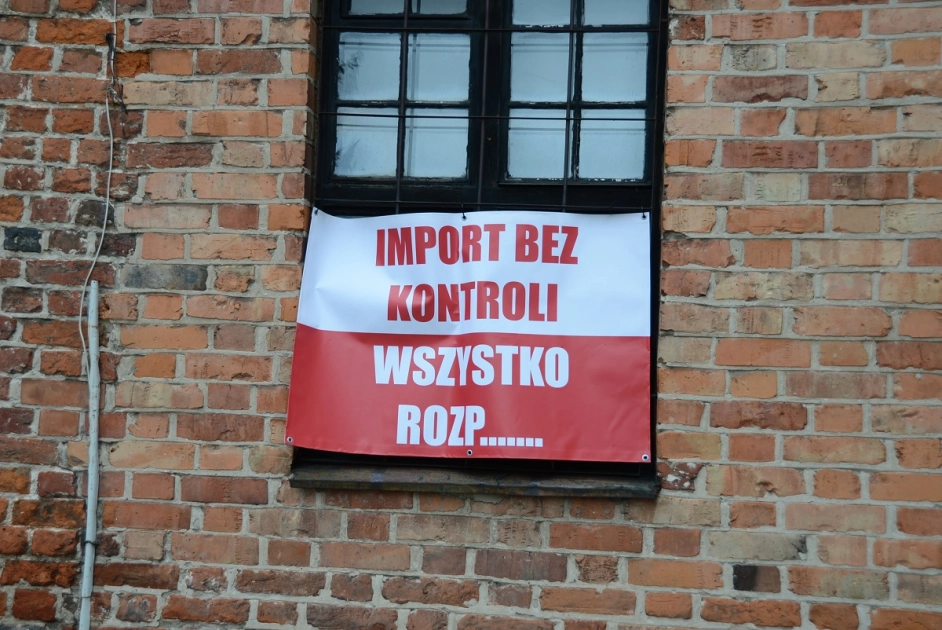 IMPORT BEZ
KONTROLI
WSZYSTKO
ROZP.......